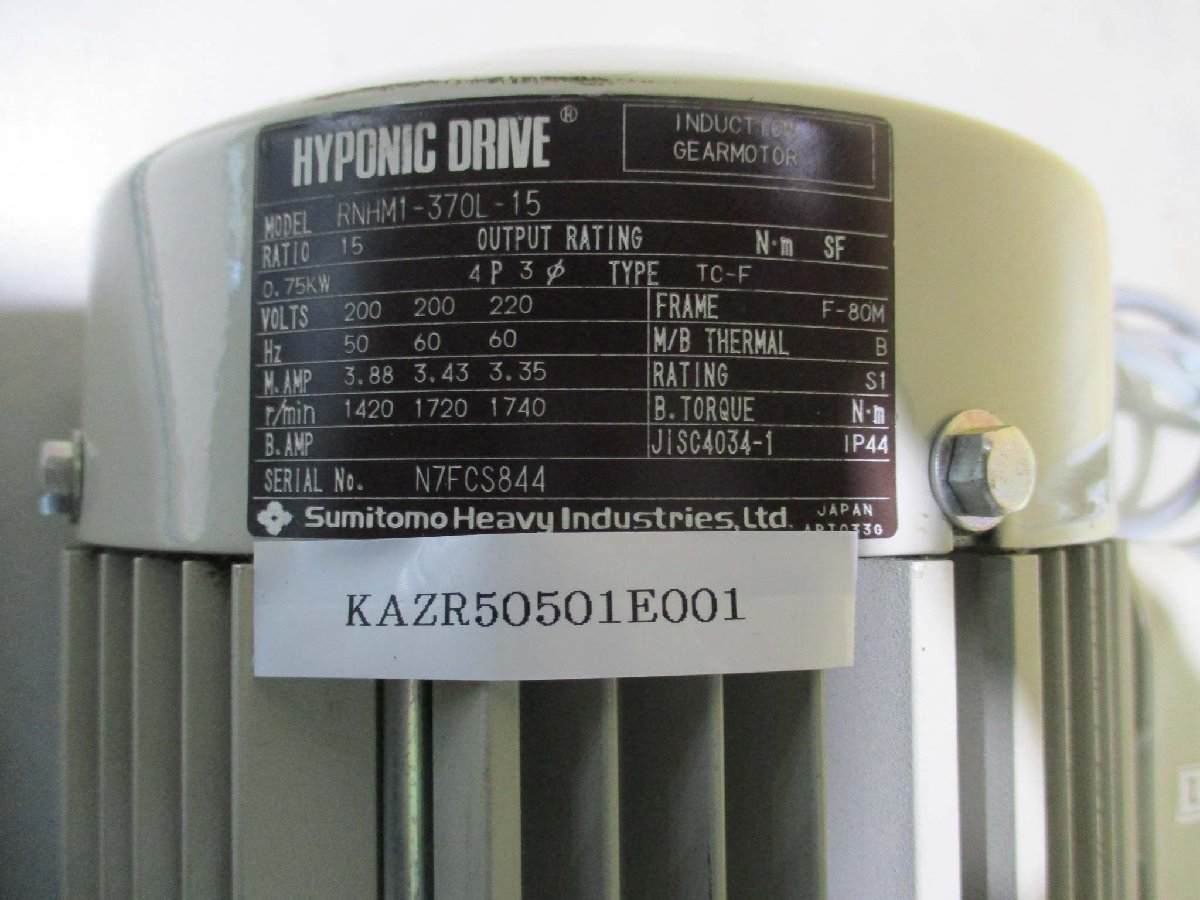 HYPONIC DRIVE ®
INDUCTION
GEARMOTOR
MODEL RNHM1-370L-15
RATIO 15 OUTPUT RATING N·m SF
0.75KW 4 P 3 φ TYPE TC-F
VOLTS 200 200 220 FRAME F-80M
Hz 50 60 60 M/B THERMAL B
M.AMP 3.88 3.43 3.35 RATING S1
r/min 1420 1720 1740 B.TORQUE N·m
B.AMP JISC4034-1 IP44
SERIAL No. N7FCS844
Sumitomo Heavy Industries, Ltd. JAPAN
KAZR50501E001